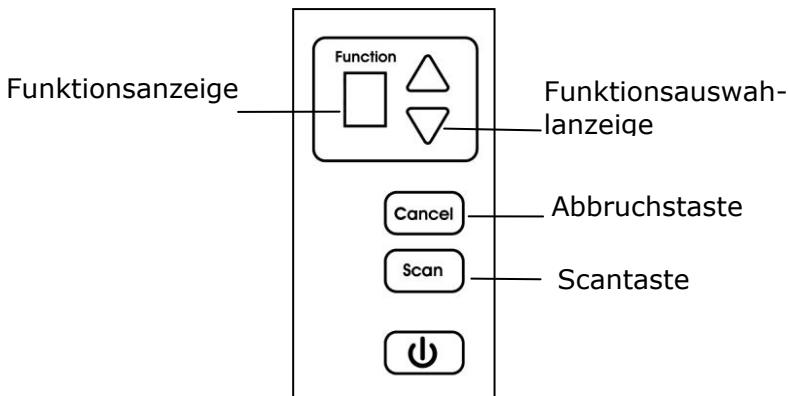 Function
Funktionsanzeige
Funktionsauswah-
lanzeige
Cancel
Abbruchstaste
Scan
Scantaste